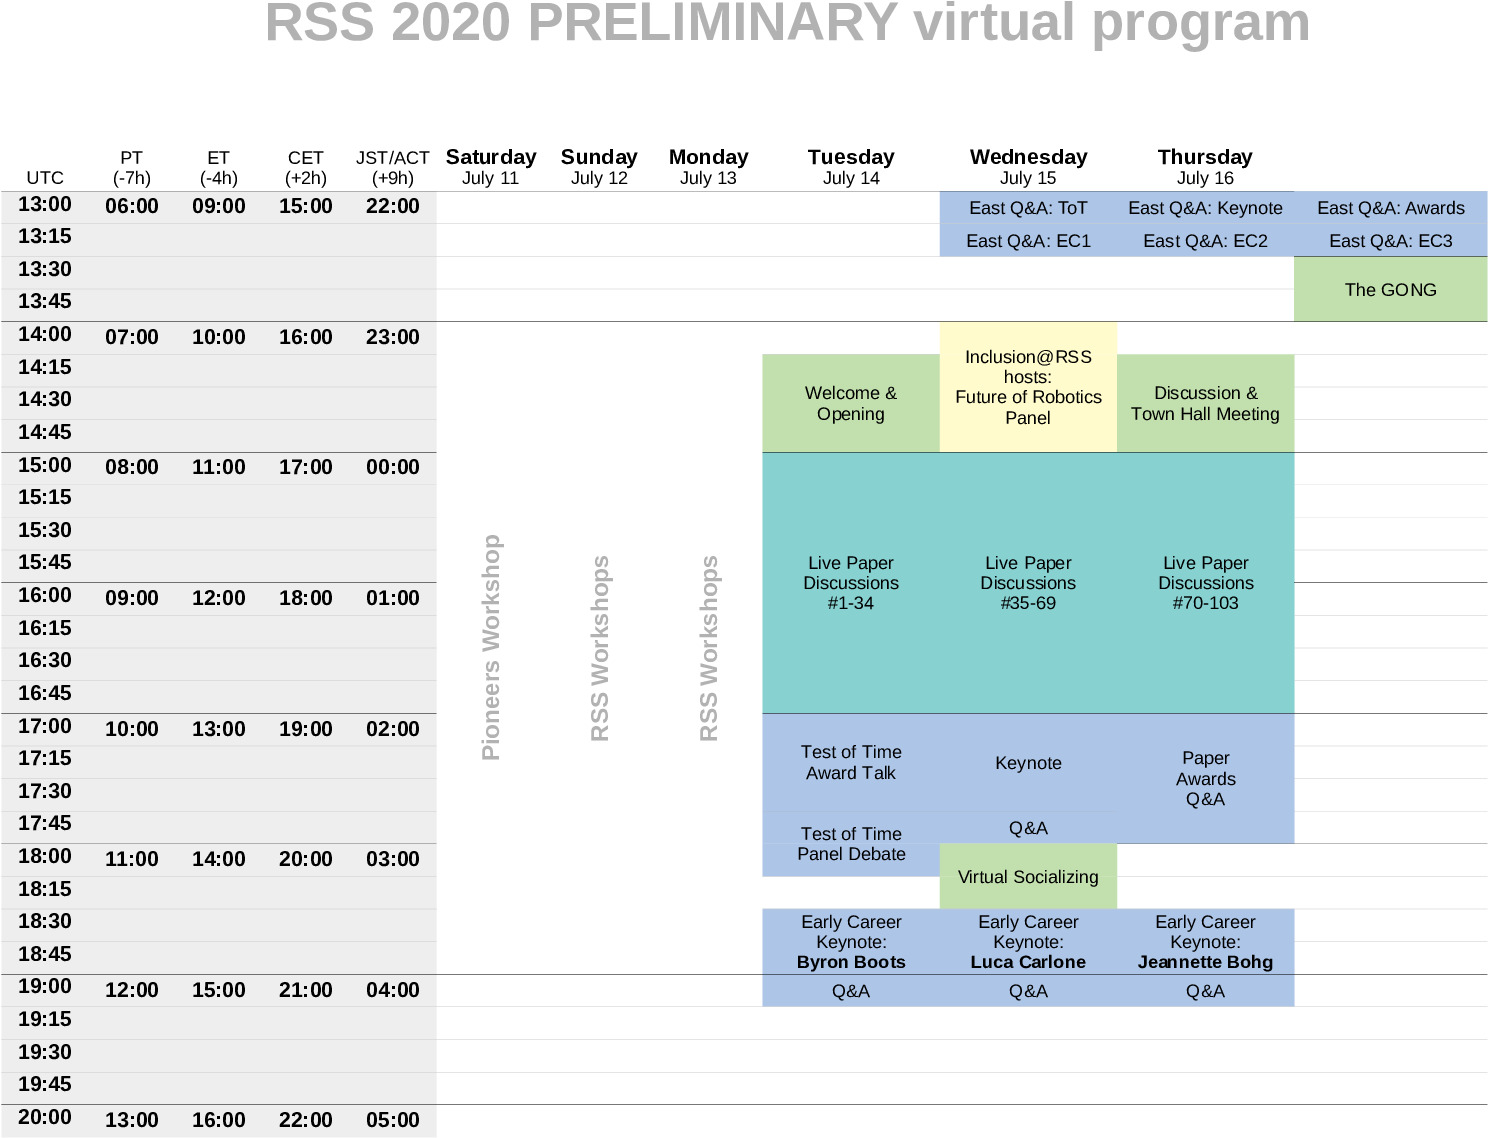 RSS 2020 PRELIMINARY virtual program
PT ET CET JST/ACT Saturday Sunday Monday Tuesday Wednesday Thursday
UTC (-7h) (-4h) (+2h) (+9h) July 11 July 12 July 13 July 14 July 15 July 16
13:00 06:00 09:00 15:00 22:00 East Q&A: ToT East Q&A: Keynote East Q&A: Awards
13:15 East Q&A: EC1 East Q&A: EC2 East Q&A: EC3
13:30
The GONG
13:45
14:00 07:00 10:00 16:00 23:00
14:15
14:30
14:45
Inclusion@RSS
hosts:
Future of Robotics
Panel
Welcome &
Opening
Discussion &
Town Hall Meeting
15:00 08:00 11:00 17:00 00:00
15:15
15:30
15:45
16:00 09:00 12:00 18:00 01:00
16:15
16:30
16:45
Pioneers Workshop
RSS Workshops
RSS Workshops
Live Paper
Discussions
#1-34
Live Paper
Discussions
#35-69
Live Paper
Discussions
#70-103
17:00 10:00 13:00 19:00 02:00
17:15
17:30
17:45
Test of Time
Award Talk
Keynote
Paper
Awards
Q&A
Test of Time
Panel Debate
Q&A
18:00 11:00 14:00 20:00 03:00
18:15
Virtual Socializing
18:30
18:45
Early Career
Keynote:
Byron Boots
Early Career
Keynote:
Luca Carlone
Early Career
Keynote:
Jeannette Bohg
19:00 12:00 15:00 21:00 04:00 Q&A Q&A Q&A
19:15
19:30
19:45
20:00 13:00 16:00 22:00 05:00